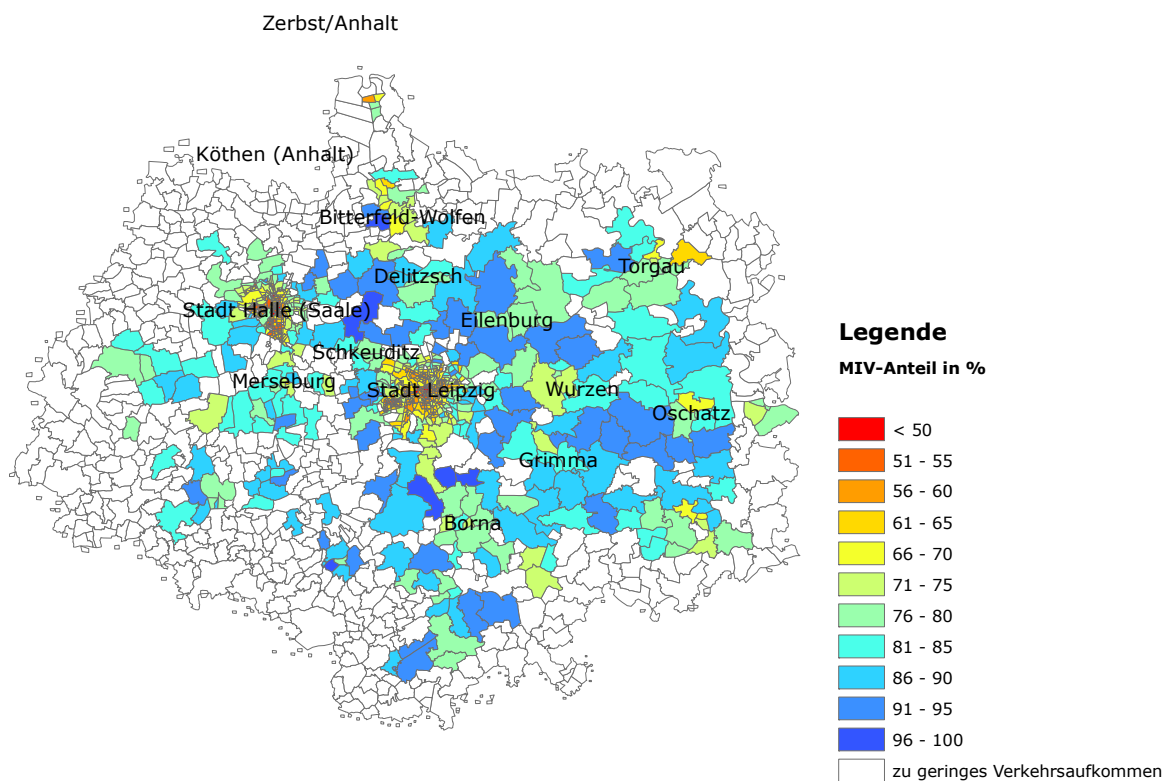 Zerbst/Anhalt
Köthen (Anhalt)
Bitterfeld-Wolfen
Delitzsch
Torgau
Stadt Halle (Saale)
Eilenburg
Schkeuditz
Merseburg
Stadt Leipzig
Wurzen
Oschatz
Grimma
Borna
Legende
MIV-Anteil in %
< 50
51 - 55
56 - 60
61 - 65
66 - 70
71 - 75
76 - 80
81 - 85
86 - 90
91 - 95
96 - 100
zu geringes Verkehrsaufkommen